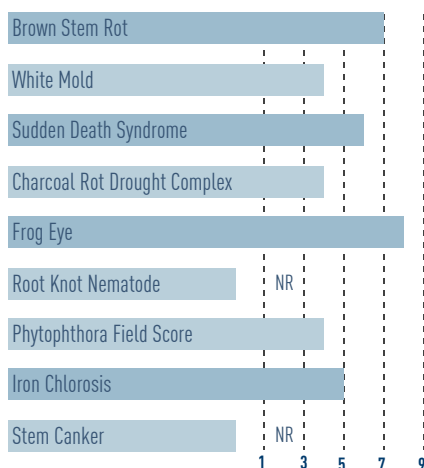 Brown Stem Rot
White Mold
Sudden Death Syndrome
Charcoal Rot Drought Complex
Frog Eye
Root Knot Nematode NR
Phytophthora Field Score
Iron Chlorosis
Stem Canker NR
1 3 5 7 9